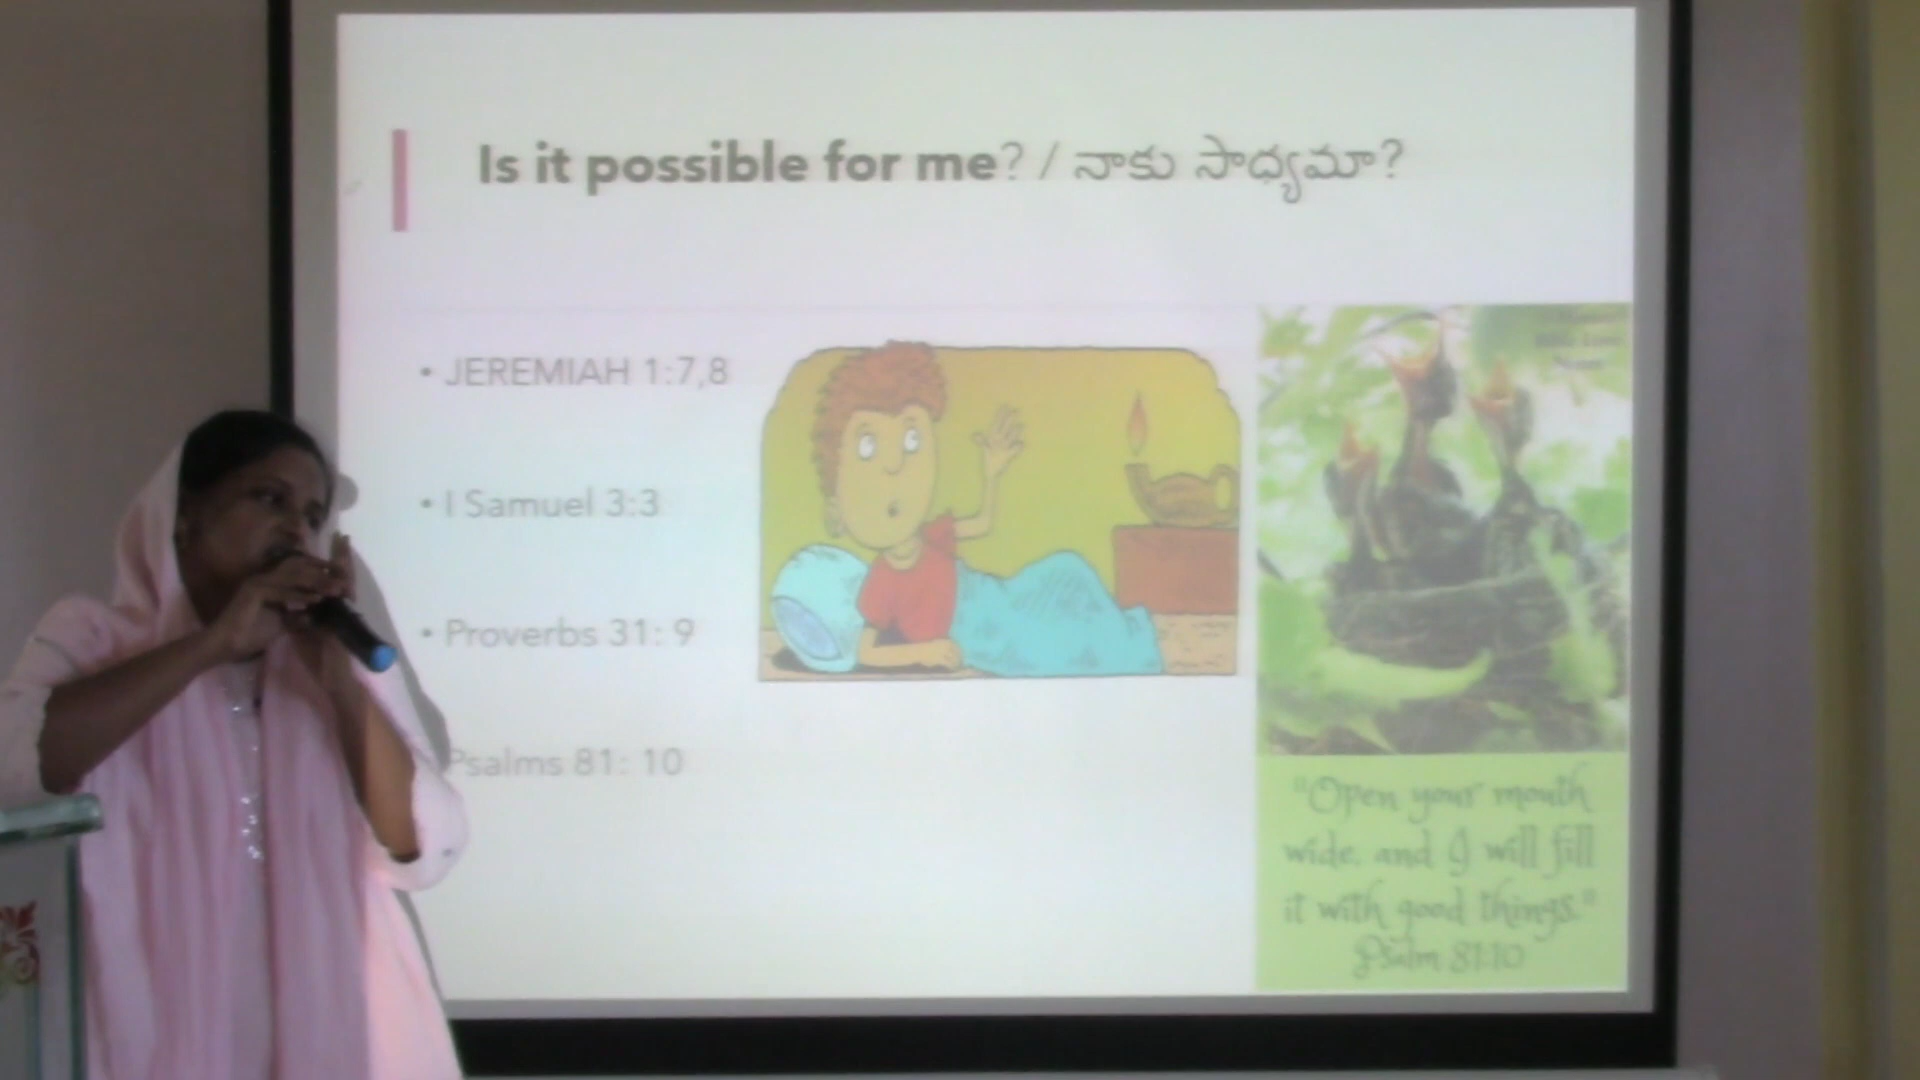 Is it possible for me? / నాకు సాధ్యమా?
• JEREMIAH 1:7,8
• I Samuel 3:3
• Proverbs 31: 9
Psalms 81: 10
"Open your mouth
wide, and I will fill
it with good things."
Psalm 81:10